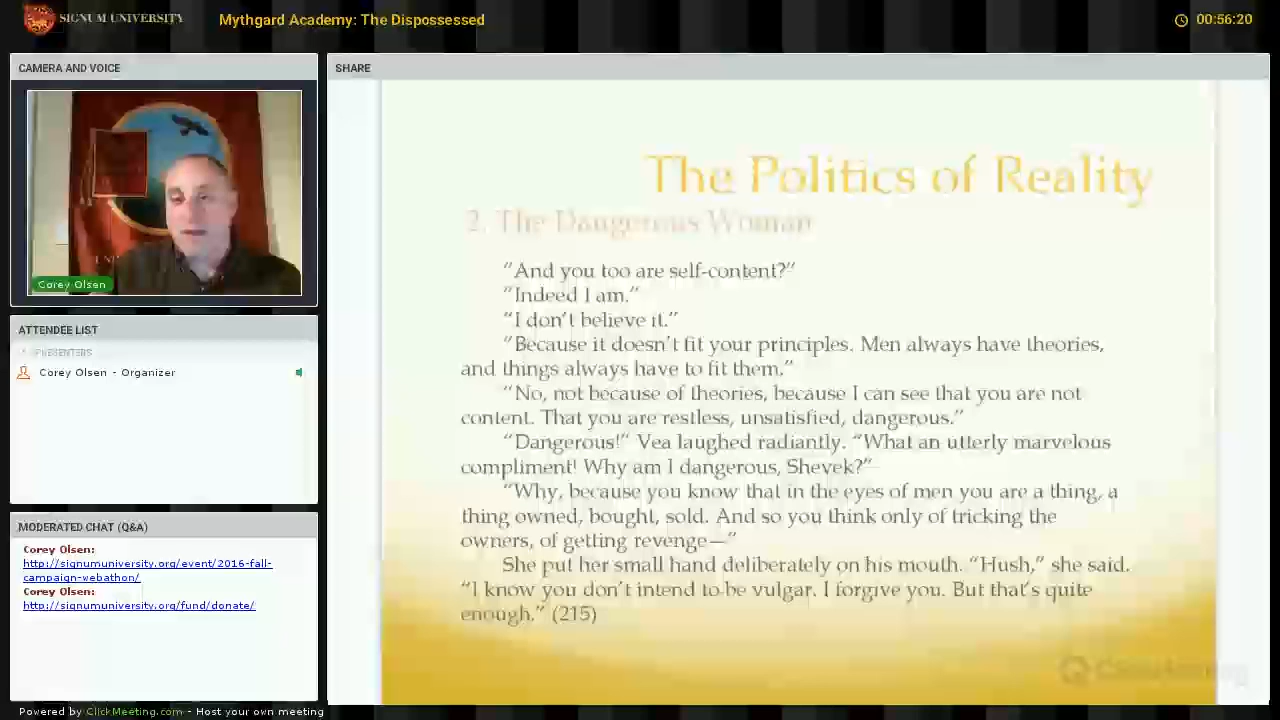 SIGNUM UNIVERSITY
Mythgard Academy: The Dispossessed
00:56:20
CAMERA AND VOICE
Corey Olsen
ATTENDEE LIST
PRESENTERS
Corey Olsen - Organizer
MODERATED CHAT (Q&A)
Corey Olsen:
http://signumuniversity.org/event/2016-fall-
campaign-webathon/
Corey Olsen:
http://signumuniversity.org/fund/donate/
Powered by ClickMeeting.com - Host your own meeting
SHARE
The Politics of Reality
2. The Dangerous Woman
“And you too are self-content?”
“Indeed I am.”
“I don’t believe it.”
“Because it doesn’t fit your principles. Men always have theories,
and things always have to fit them.”
“No, not because of theories, because I can see that you are not
content. That you are restless, unsatisfied, dangerous.”
“Dangerous!” Vea laughed radiantly. “What an utterly marvelous
compliment! Why am I dangerous, Shevek?”
“Why, because you know that in the eyes of men you are a thing, a
thing owned, bought, sold. And so you think only of tricking the
owners, of getting revenge—”
She put her small hand deliberately on his mouth. “Hush,” she said.
“I know you don’t intend to be vulgar. I forgive you. But that’s quite
enough.” (215)
ClickMeeting